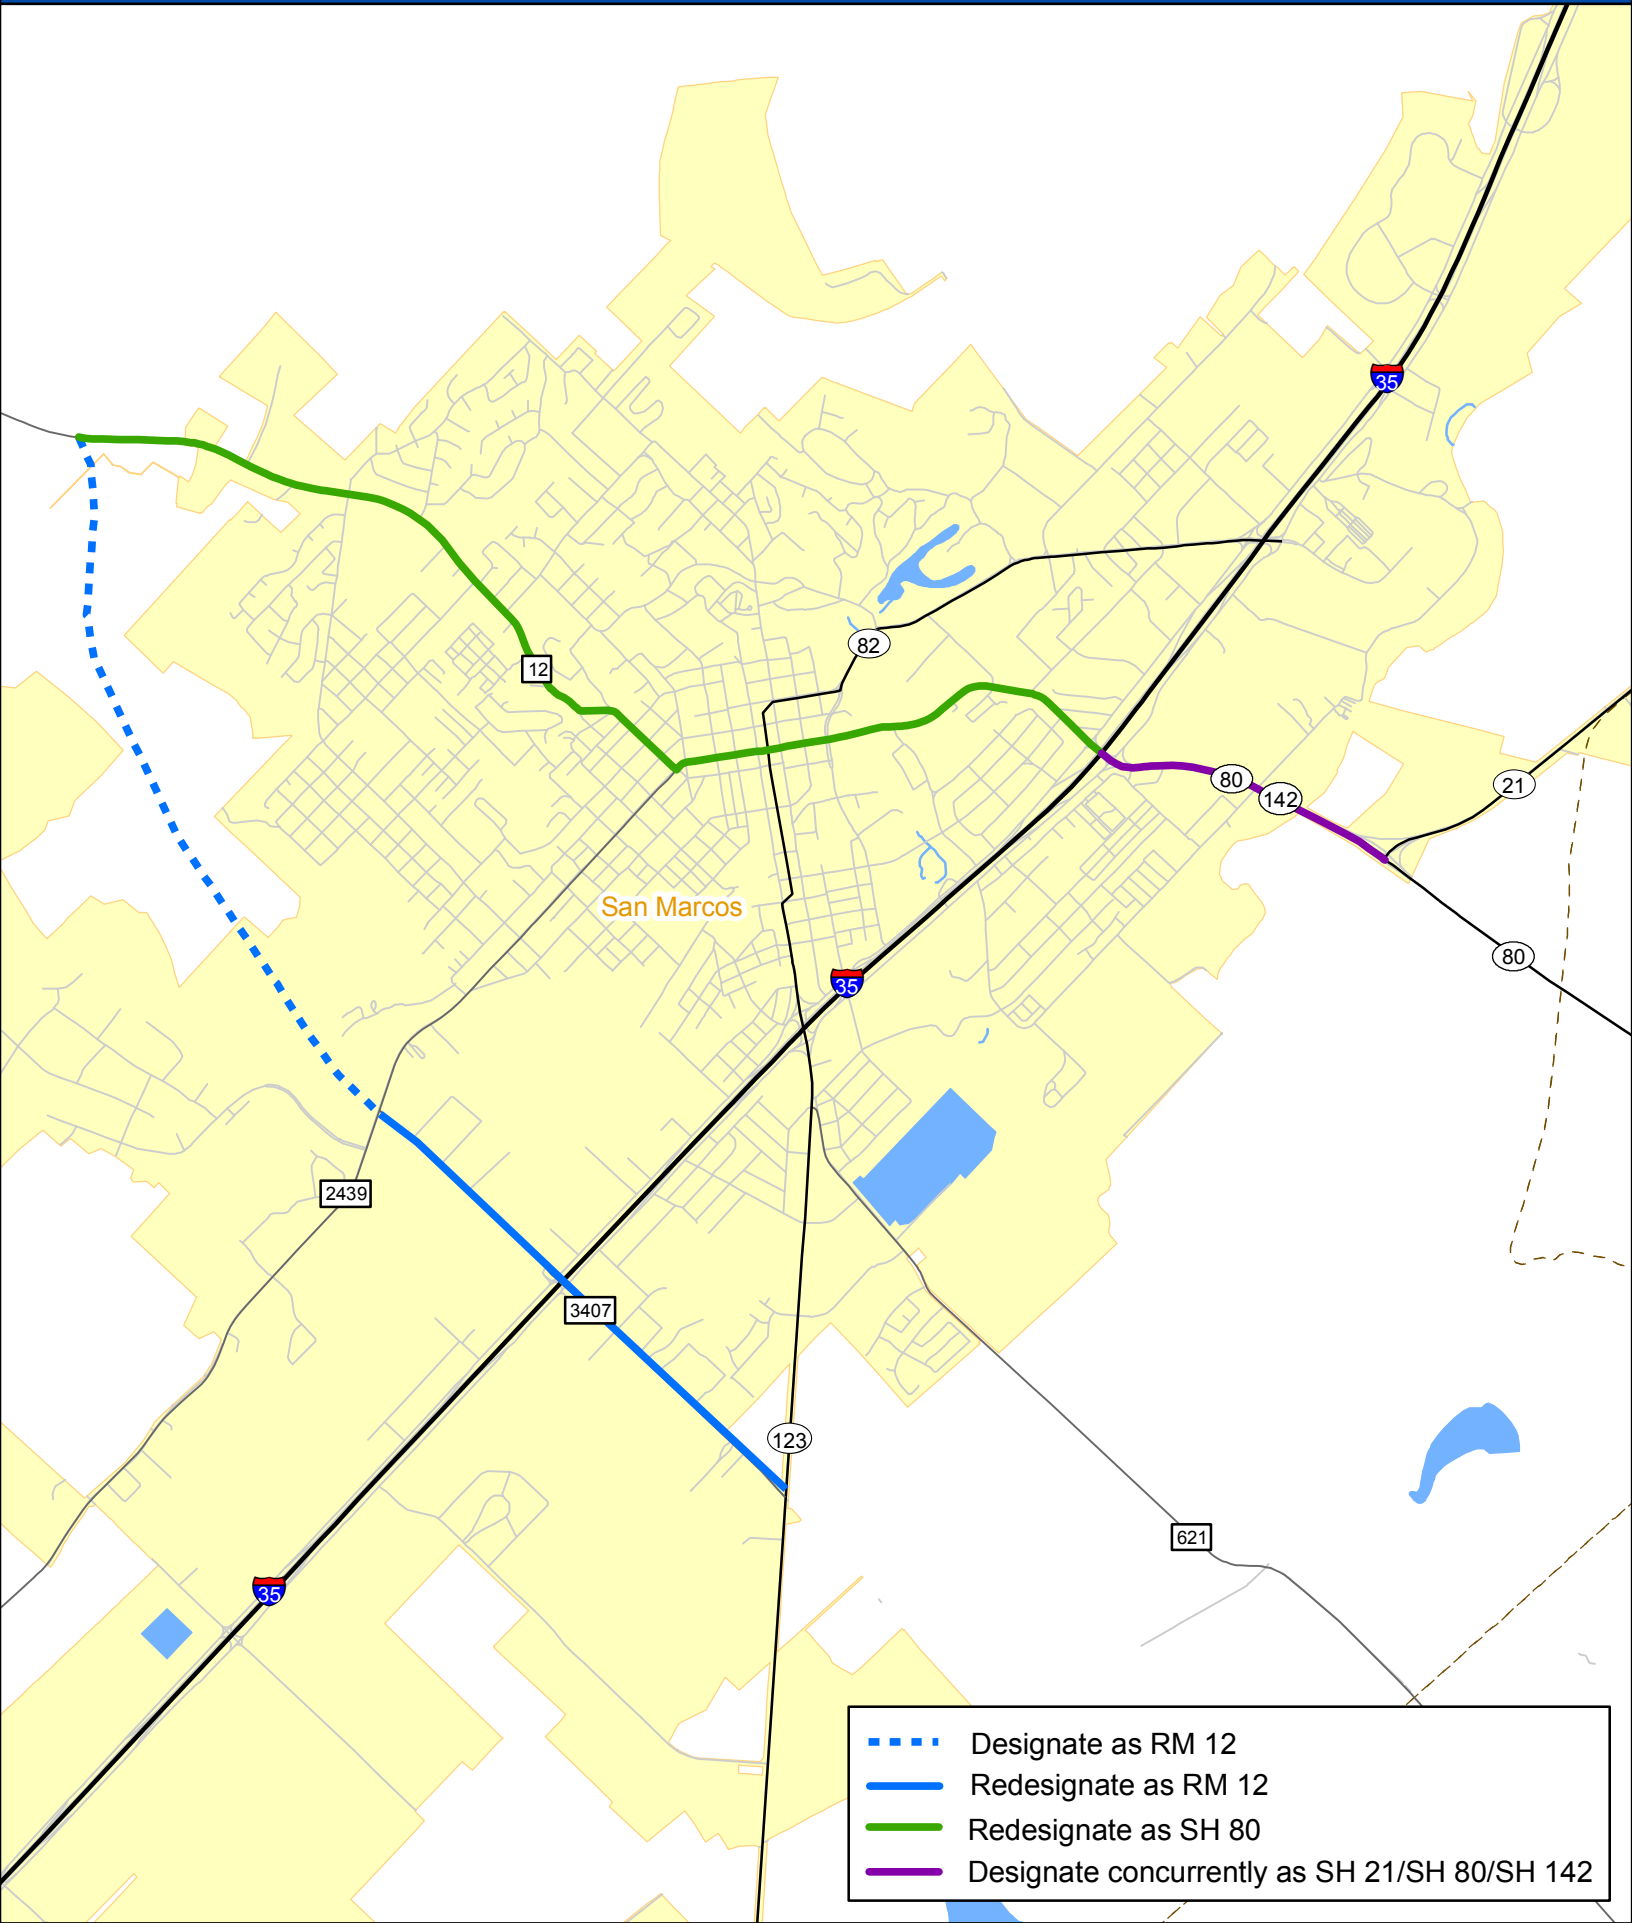 35
12
82
80
142
21
San Marcos
80
35
2439
3407
123
621
35
Designate as RM 12
Redesignate as RM 12
Redesignate as SH 80
Designate concurrently as SH 21/SH 80/SH 142